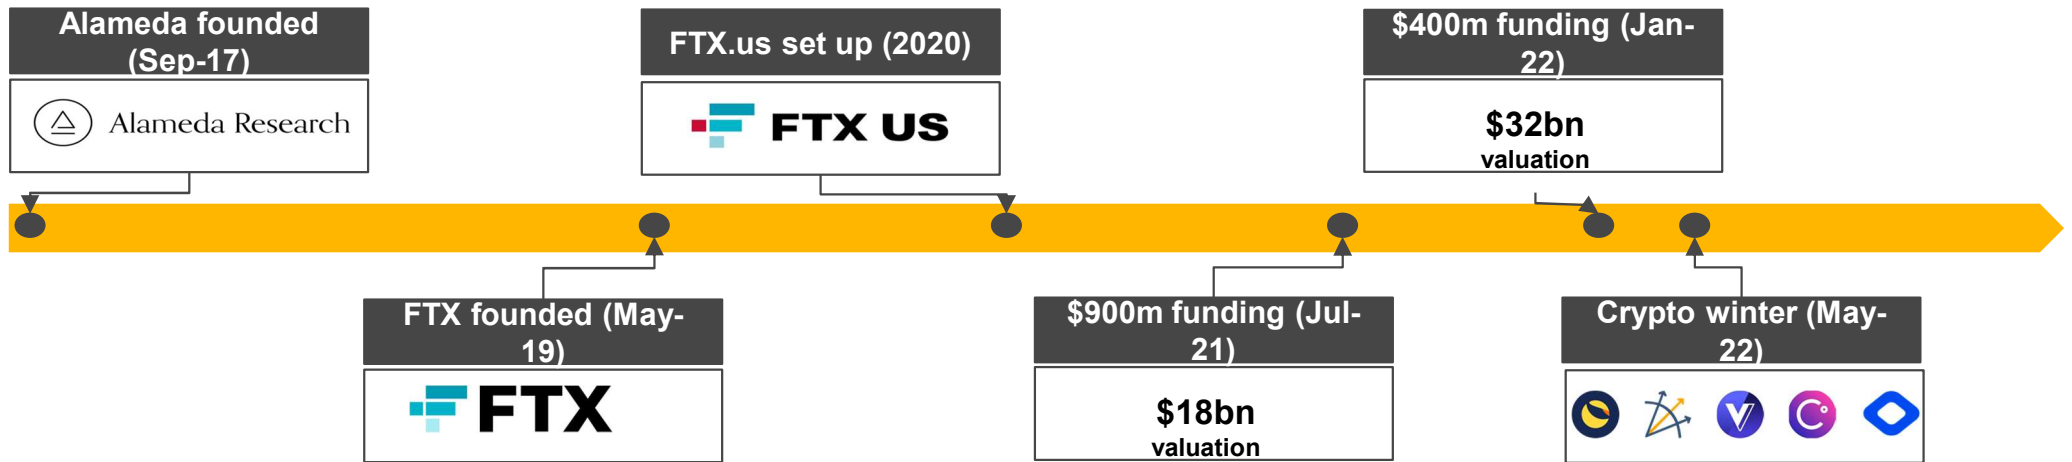 Alameda founded
(Sep-17)
Alameda Research
FTX founded (May-
19)
FTX
FTX.us set up (2020)
FTX US
$900m funding (Jul-
21)
$18bn
valuation
$400m funding (Jan-
22)
$32bn
valuation
Crypto winter (May-
22)